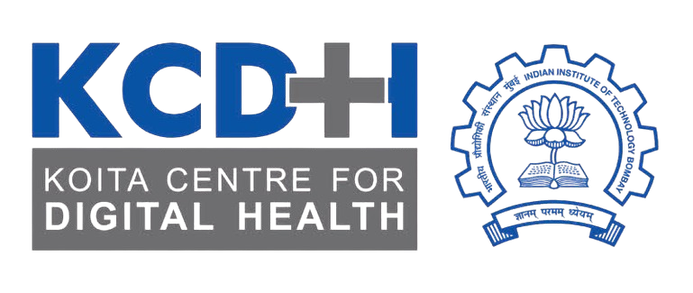 KCDH
KOITA CENTRE FOR
DIGITAL HEALTH
भारतीय प्रौद्योगिकी संस्थान मुंबई
INDIAN INSTITUTE OF TECHNOLOGY BOMBAY
ज्ञानम् परमम् ध्येयम्